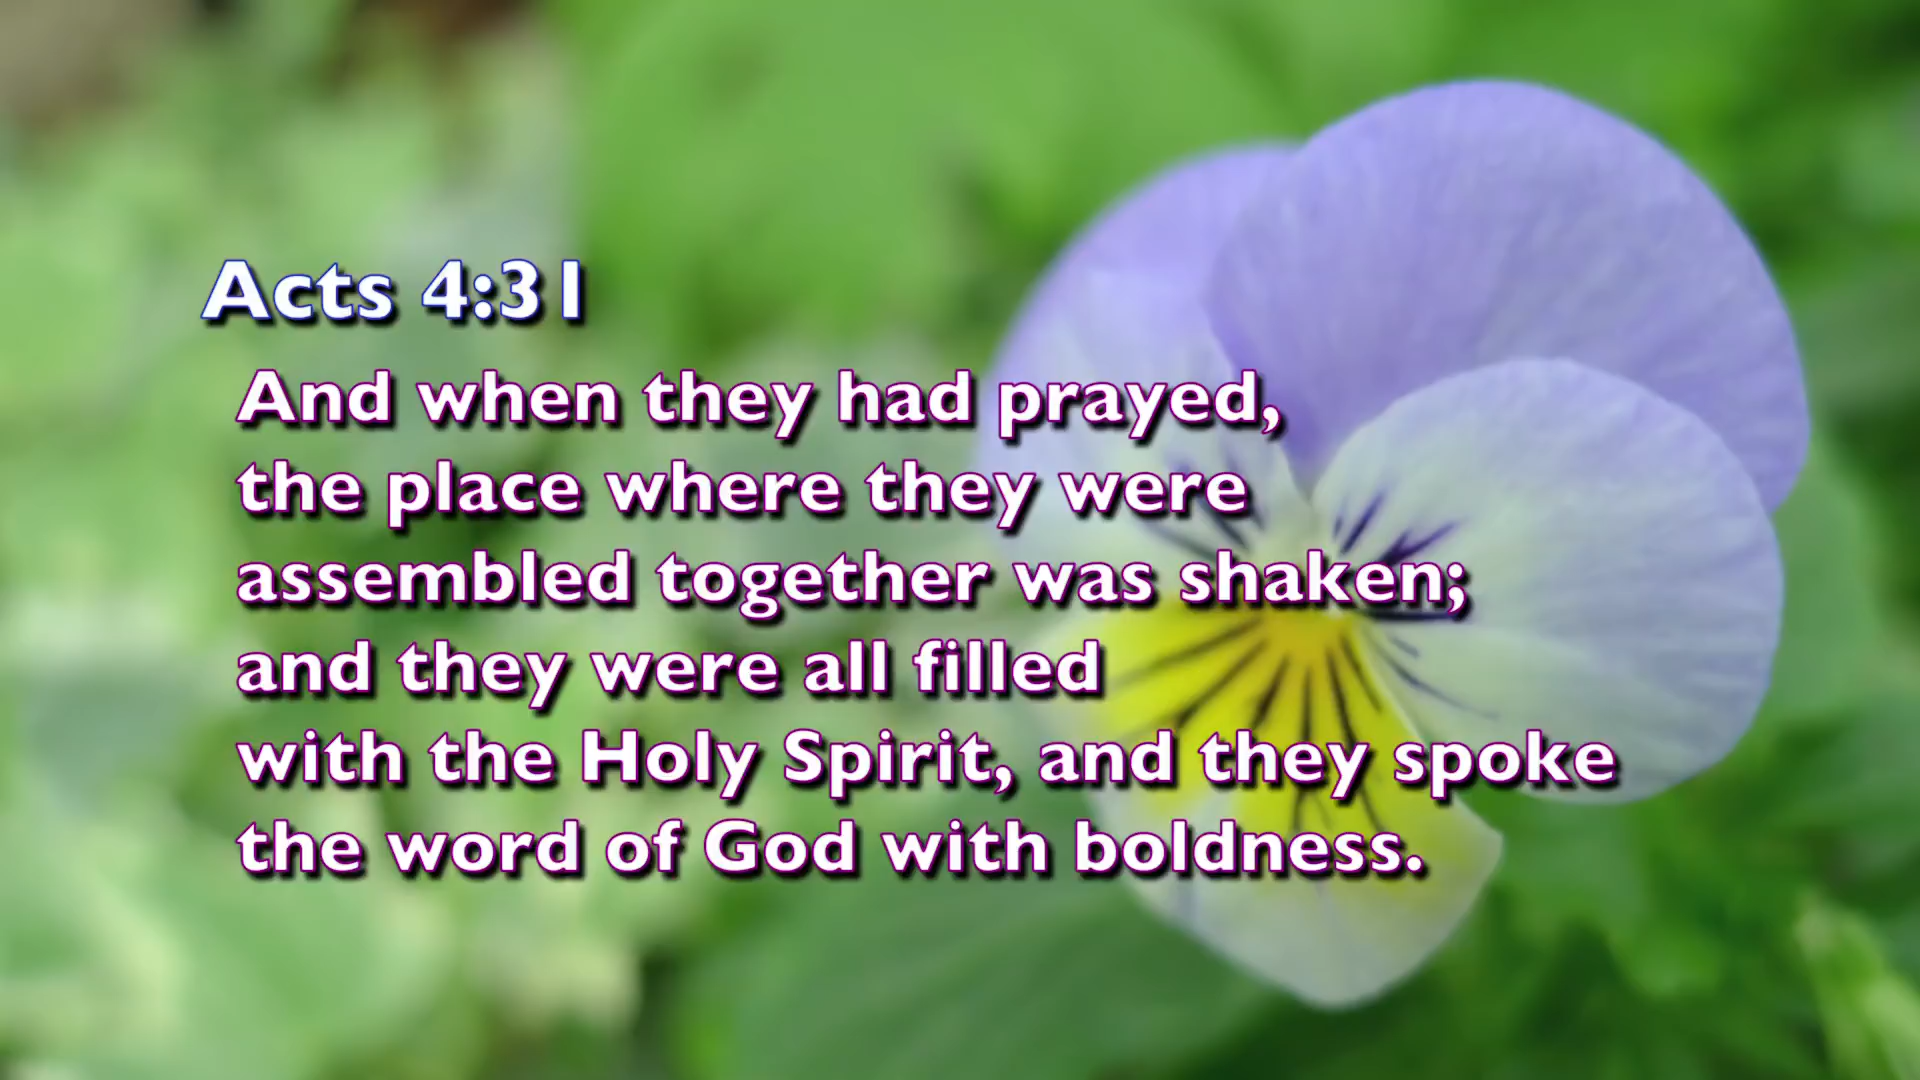 Acts 4:31
And when they had prayed,
the place where they were
assembled together was shaken;
and they were all filled
with the Holy Spirit, and they spoke
the word of God with boldness.